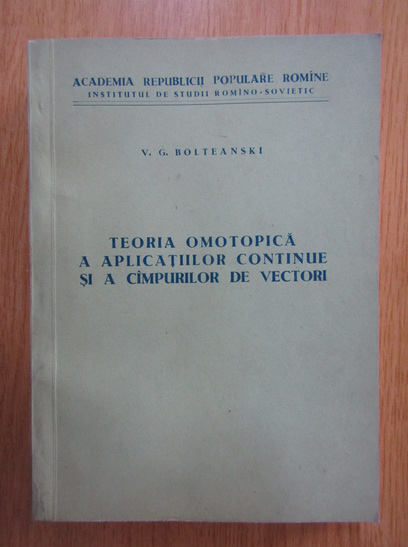 ACADEMIA REPUBLICII POPULARE ROMÎNE
INSTITUTUL DE STUDII ROMÎNO-SOVIETIC
V. G. BOLTEANSKI
TEORIA OMOTOPICĂ
A APLICAȚIILOR CONTINUE
ȘI A CÎMPURILOR DE VECTORI